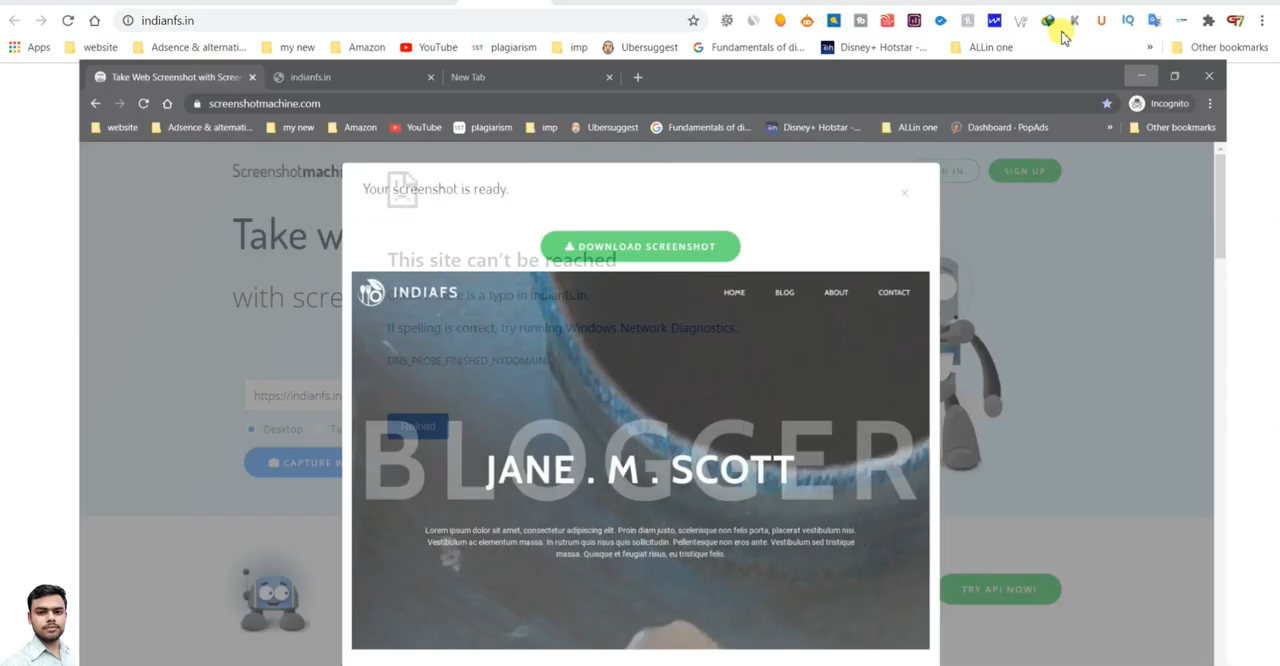 indianfs.in
Apps website Adsence & alternati... my new Amazon YouTube plagiarism imp Ubersuggest Fundamentals of di... Disney+ Hotstar -... ALLin one » Other bookmarks
Take Web Screenshot with Scree indianfs.in New Tab
screenshotmachine.com Incognito
website Adsence & alternati... my new Amazon YouTube plagiarism imp Ubersuggest Fundamentals of di... Disney+ Hotstar -... ALLin one Dashboard · PopAds » Other bookmarks
Screenshotmach
SIGN UP
Your screenshot is ready.
Take w
DOWNLOAD SCREENSHOT
This site can't be reached
with scree
INDIAFS
HOME BLOG ABOUT CONTACT
there is a typo in indianfs.in.
If spelling is correct, try running Windows Network Diagnostics.
DNS_PROBE_FINISHED_NXDOMAIN
https://indianfs.in
Reload
Desktop Ta
CAPTURE W
BLOGGER
JANE . M . SCOTT
Lorem ipsum dolor sit amet, consectetur adipiscing elit. Proin diam justo, scelerisque non felis porta, placerat vestibulum nisi.
Vestibulum ac elementum massa. In rutrum quis risus quis sollicitudin. Pellentesque non eros ante. Vestibulum sed tristique
massa. Quisque et feugiat risus, eu tristique felis.
TRY API NOW!